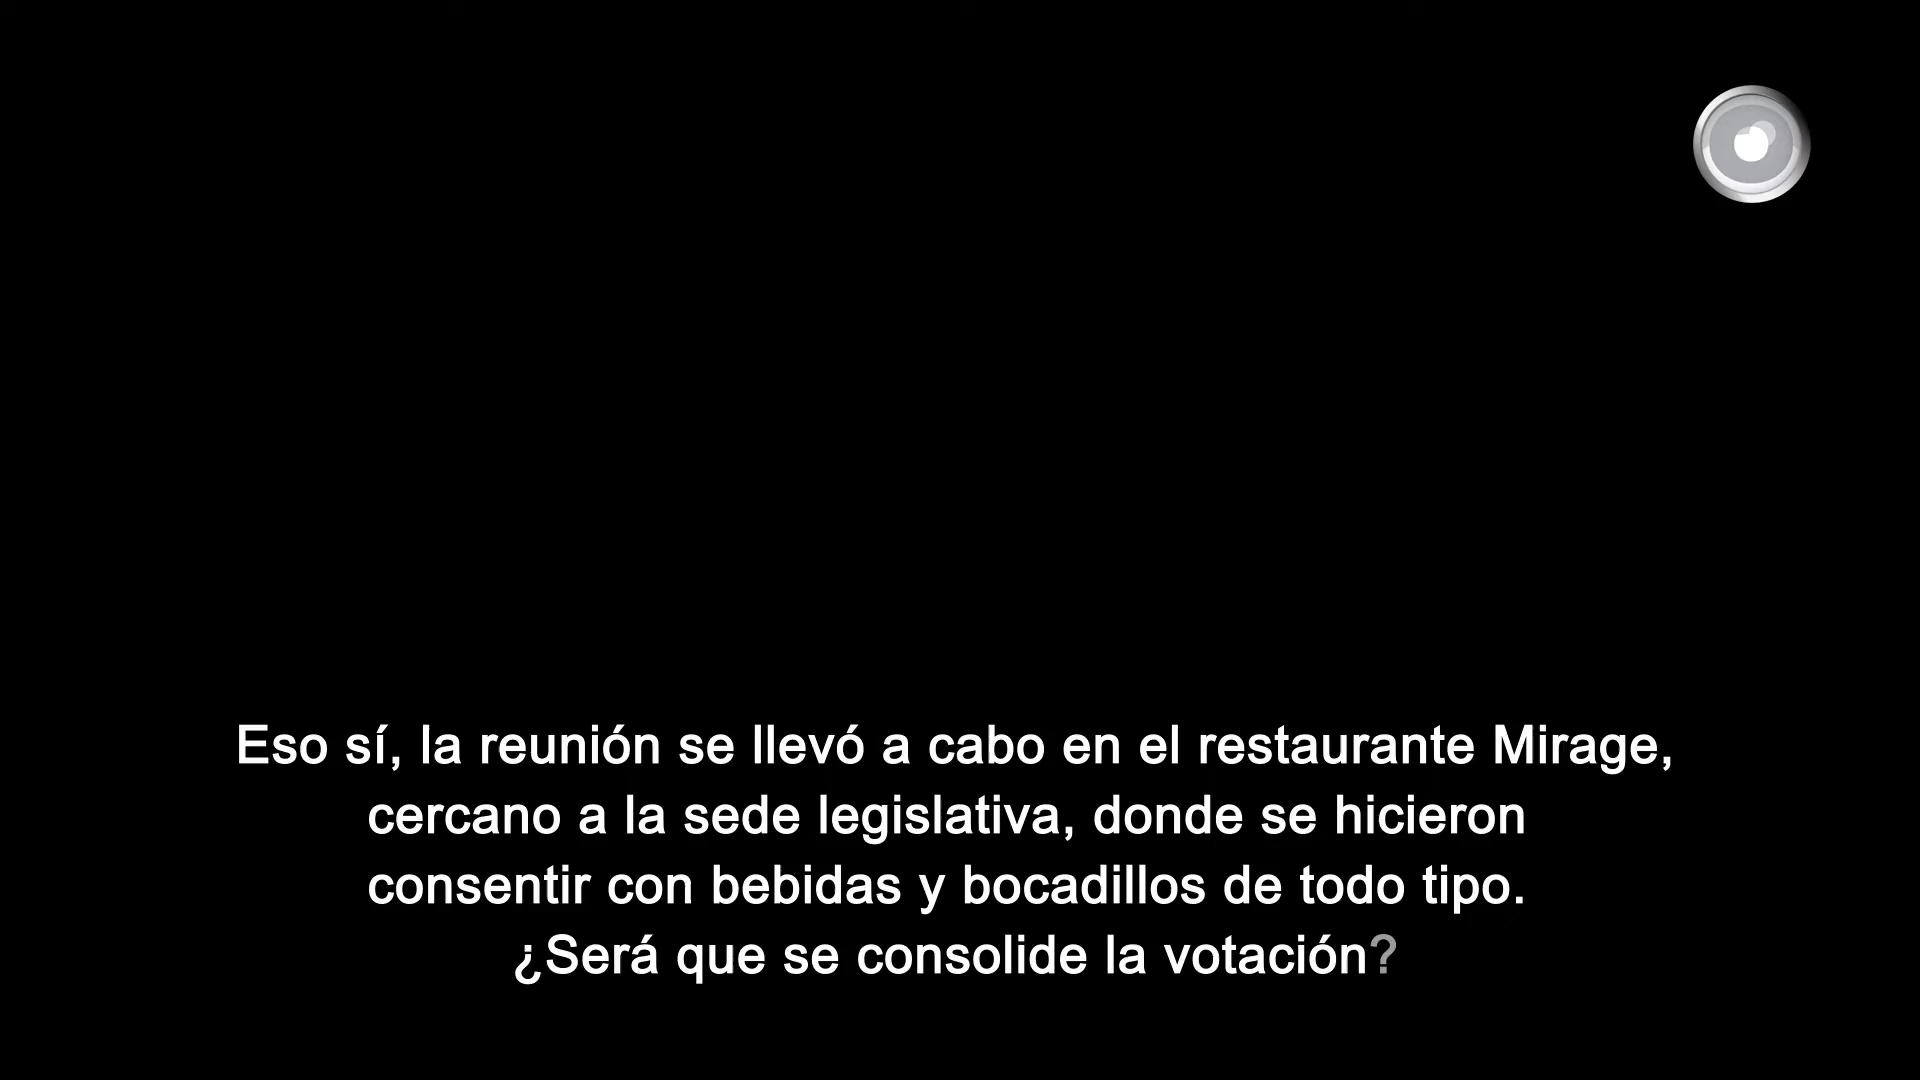 Eso sí, la reunión se llevó a cabo en el restaurante Mirage,
cercano a la sede legislativa, donde se hicieron
consentir con bebidas y bocadillos de todo tipo.
¿Será que se consolide la votación?